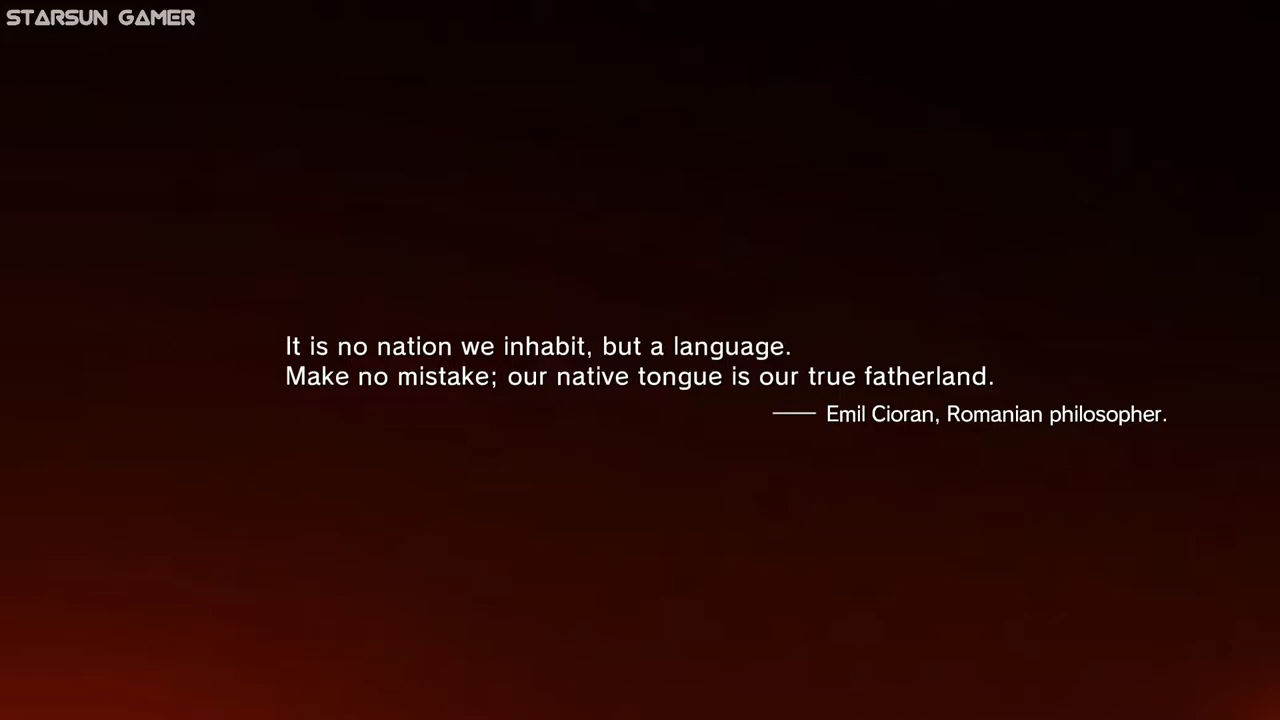 STARSUN GAMER
It is no nation we inhabit, but a language.
Make no mistake; our native tongue is our true fatherland.
—— Emil Cioran, Romanian philosopher.